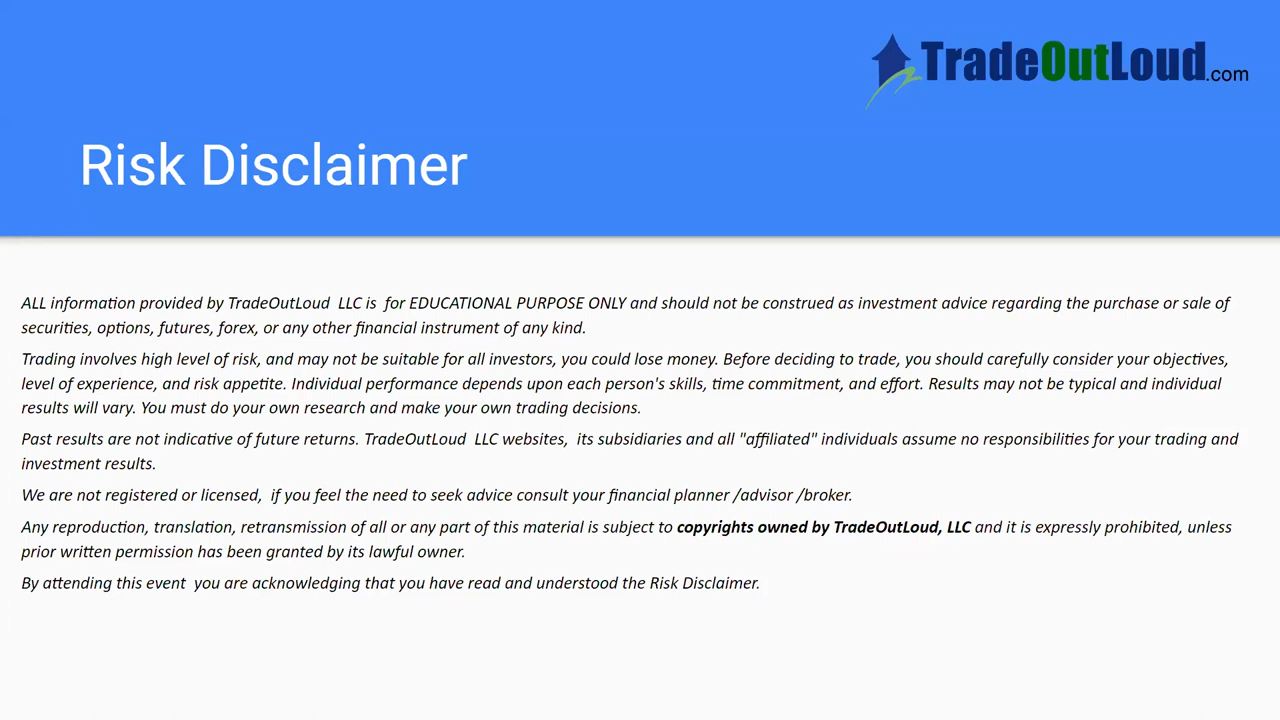 TradeOutLoud.com
Risk Disclaimer
ALL information provided by TradeOutLoud  LLC is  for EDUCATIONAL PURPOSE ONLY and should not be construed as investment advice regarding the purchase or sale of
securities, options, futures, forex, or any other financial instrument of any kind.
Trading involves high level of risk, and may not be suitable for all investors, you could lose money. Before deciding to trade, you should carefully consider your objectives,
level of experience, and risk appetite. Individual performance depends upon each person's skills, time commitment, and effort. Results may not be typical and individual
results will vary. You must do your own research and make your own trading decisions.
Past results are not indicative of future returns. TradeOutLoud  LLC websites,  its subsidiaries and all "affiliated" individuals assume no responsibilities for your trading and
investment results.
We are not registered or licensed,  if you feel the need to seek advice consult your financial planner /advisor /broker.
Any reproduction, translation, retransmission of all or any part of this material is subject to copyrights owned by TradeOutLoud, LLC and it is expressly prohibited, unless
prior written permission has been granted by its lawful owner.
By attending this event  you are acknowledging that you have read and understood the Risk Disclaimer.